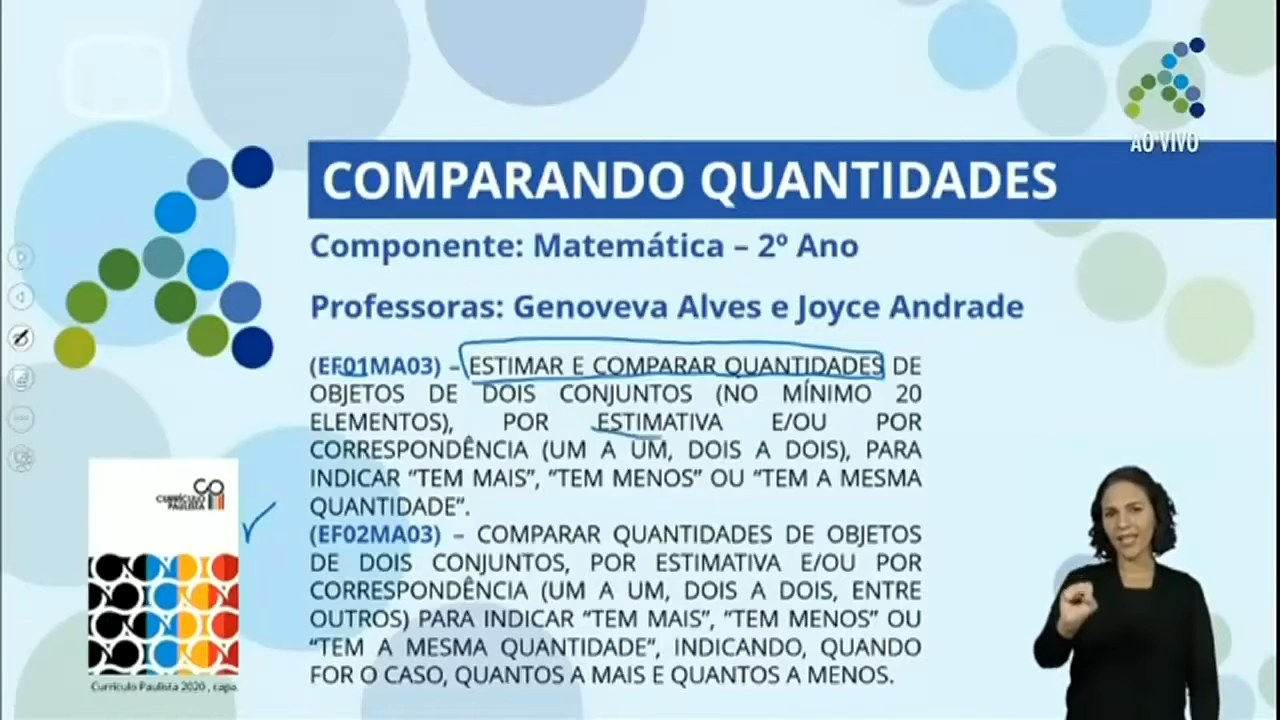 AO VIVO
COMPARANDO QUANTIDADES
Componente: Matemática – 2º Ano
Professoras: Genoveva Alves e Joyce Andrade
(EF01MA03) – ESTIMAR E COMPARAR QUANTIDADES DE
OBJETOS DE DOIS CONJUNTOS (NO MÍNIMO 20
ELEMENTOS), POR ESTIMATIVA E/OU POR
CORRESPONDÊNCIA (UM A UM, DOIS A DOIS), PARA
INDICAR “TEM MAIS”, “TEM MENOS” OU “TEM A MESMA
QUANTIDADE”.
(EF02MA03) – COMPARAR QUANTIDADES DE OBJETOS
DE DOIS CONJUNTOS, POR ESTIMATIVA E/OU POR
CORRESPONDÊNCIA (UM A UM, DOIS A DOIS, ENTRE
OUTROS) PARA INDICAR “TEM MAIS”, “TEM MENOS” OU
“TEM A MESMA QUANTIDADE”, INDICANDO, QUANDO
FOR O CASO, QUANTOS A MAIS E QUANTOS A MENOS.
CURRÍCULO
PAULISTA
Currículo Paulista 2020 , capa.